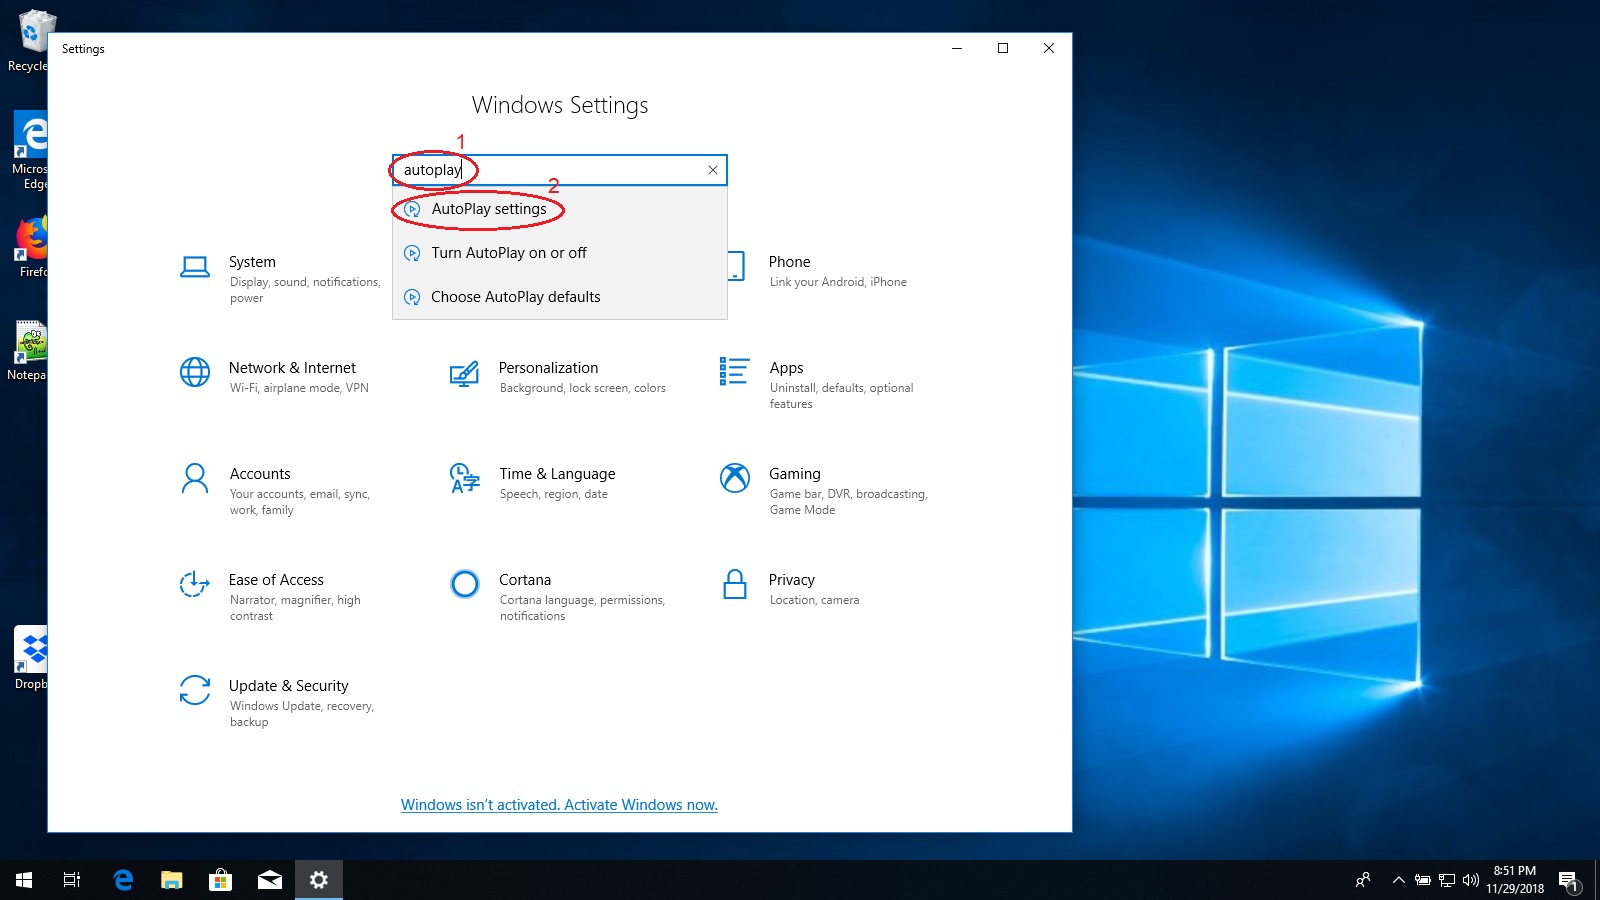 Recycle
Settings
Windows Settings
1
autoplay
2
AutoPlay settings
Turn AutoPlay on or off
Choose AutoPlay defaults
Micros
Edge
Firefo
Notepa
Dropb
System
Display, sound, notifications,
power
Phone
Link your Android, iPhone
Network & Internet
Wi-Fi, airplane mode, VPN
Personalization
Background, lock screen, colors
Apps
Uninstall, defaults, optional
features
Accounts
Your accounts, email, sync,
work, family
Time & Language
Speech, region, date
Gaming
Game bar, DVR, broadcasting,
Game Mode
Ease of Access
Narrator, magnifier, high
contrast
Cortana
Cortana language, permissions,
notifications
Privacy
Location, camera
Update & Security
Windows Update, recovery,
backup
Windows isn't activated. Activate Windows now.
8:51 PM
11/29/2018
1